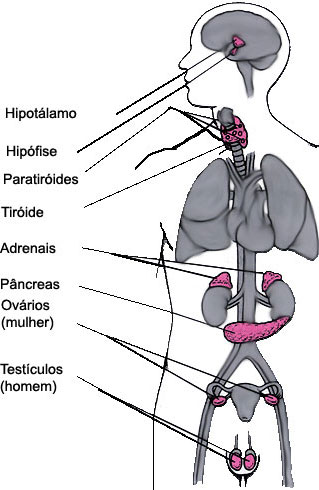 Hipotálamo
Hipófise
Paratiróides
Tiróide
Adrenais
Pâncreas
Ovários
(mulher)
Testículos
(homem)